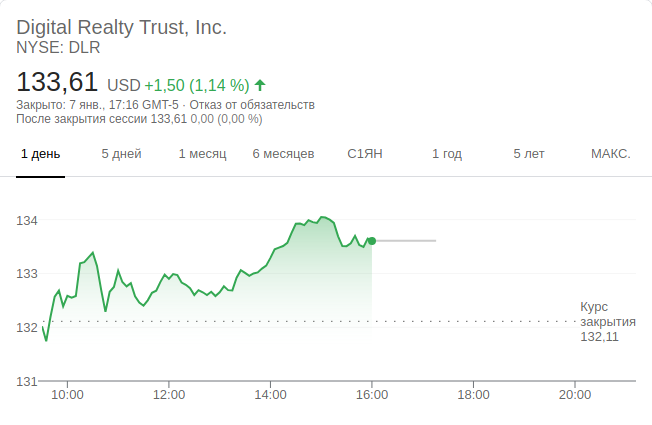 Digital Realty Trust, Inc.
NYSE: DLR
133,61 USD +1,50 (1,14 %)
Закрыто: 7 янв., 17:16 GMT-5 · Отказ от обязательств
После закрытия сессии 133,61 0,00 (0,00 %)
1 день 5 дней 1 месяц 6 месяцев С1ЯН 1 год 5 лет МАКС.
134
133
132
131
Курс
закрытия
132,11
10:00 12:00 14:00 16:00 18:00 20:00